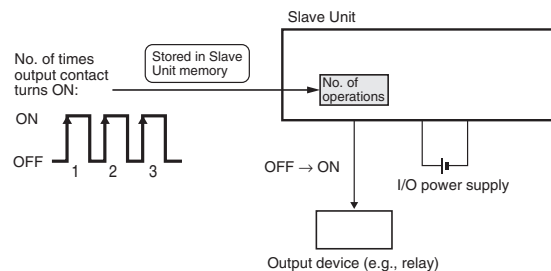 Slave Unit
No. of times
output contact
turns ON:
Stored in Slave
Unit memory
No. of
operations
ON
OFF
1 2 3
OFF → ON
I/O power supply
Output device (e.g., relay)